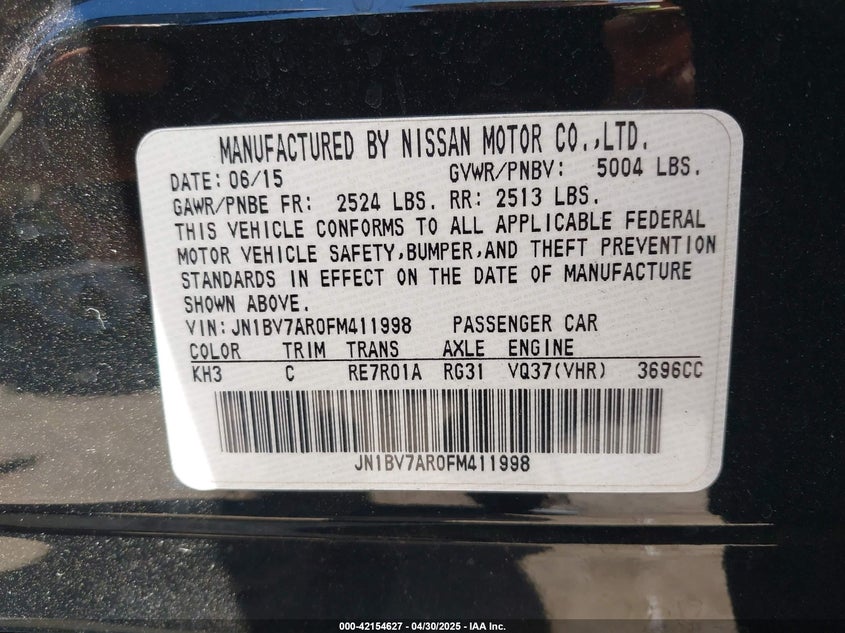 MANUFACTURED BY NISSAN MOTOR CO.,LTD.
DATE: 06/15 GVWR/PNBV: 5004 LBS.
GAWR/PNBE FR: 2524 LBS. RR: 2513 LBS.
THIS VEHICLE CONFORMS TO ALL APPLICABLE FEDERAL
MOTOR VEHICLE SAFETY,BUMPER,AND THEFT PREVENTION
STANDARDS IN EFFECT ON THE DATE OF MANUFACTURE
SHOWN ABOVE.
VIN:JN1BV7AR0FM411998 PASSENGER CAR
COLOR TRIM TRANS AXLE ENGINE
KH3 C RE7R01A RG31 VQ37(VHR) 3696CC
JN1BV7AR0FM411998
000-42154627 - 04/30/2025 - IAA Inc.